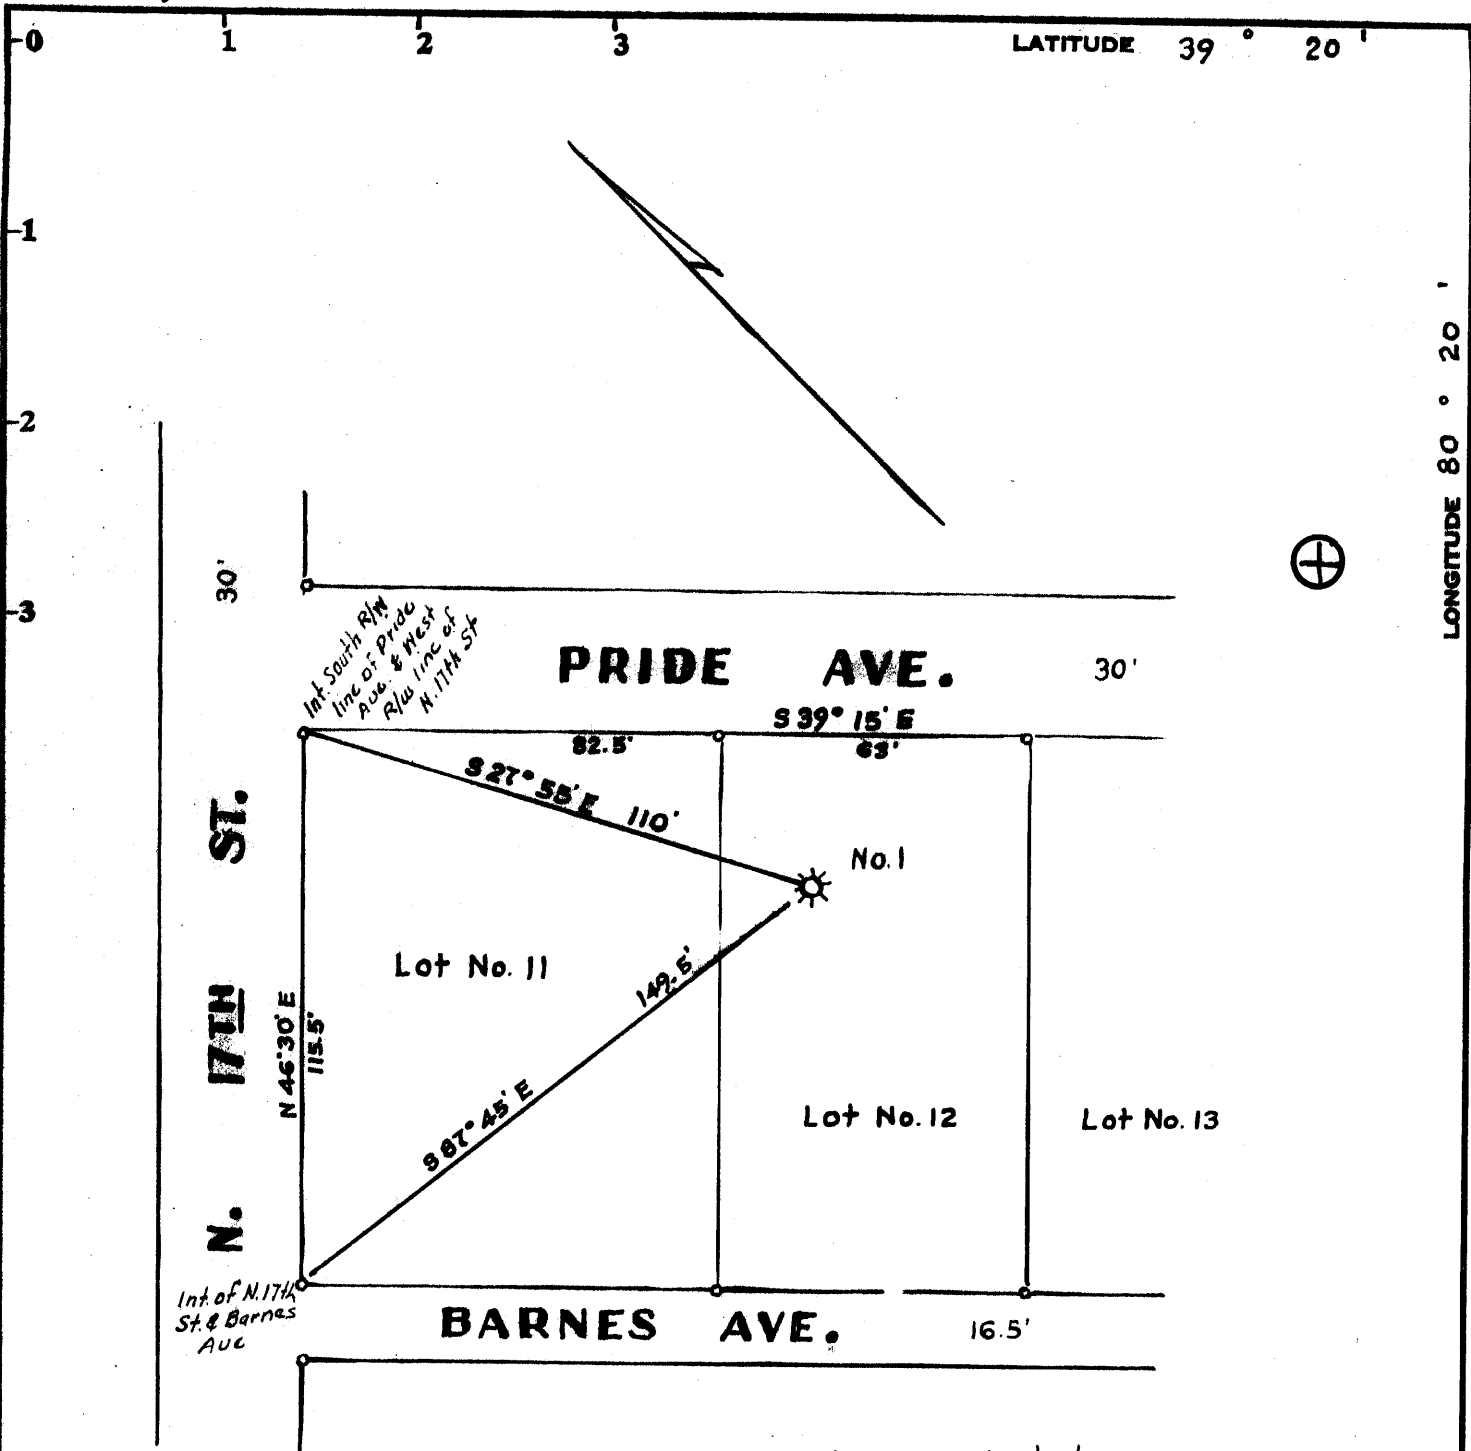 0 1 2 3 LATITUDE 39° 20'
1
2
3
LONGITUDE 80° 20'
30'
Int. South R/W
line of Pride
Ave. & West
R/W line of
N. 17th St
PRIDE AVE. 30'
S 39° 15' E
82.5' 63'
S 27° 55' E 110'
No. 1
N. 17TH ST.
Lot No. 11
149.5'
N 46° 30' E
115.5'
S 87° 45' E
Lot No. 12 Lot No. 13
Int. of N. 17th
St. & Barnes
Ave
BARNES AVE. 16.5'